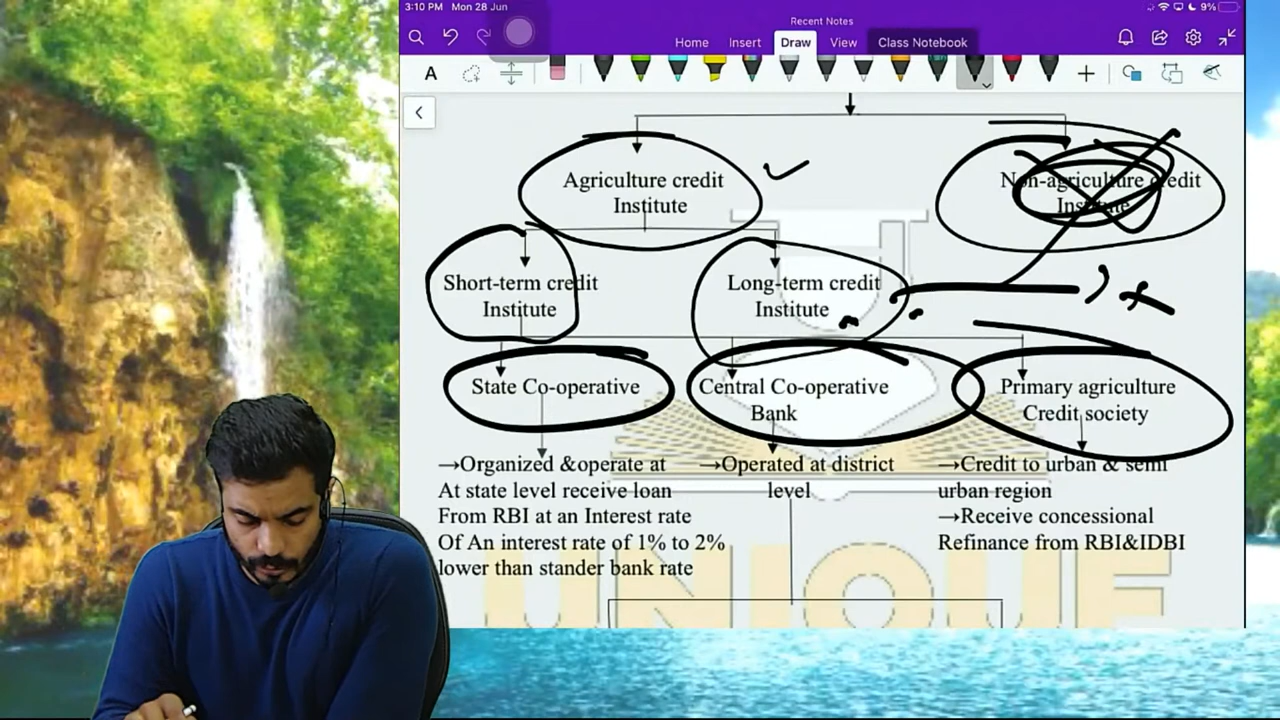 3:10 PM Mon 28 Jun
9%
Recent Notes
Home Insert Draw View Class Notebook
A
Agriculture credit
Institute
Non-agriculture credit
Institute
Short-term credit
Institute
Long-term credit
Institute
State Co-operative
Central Co-operative
Bank
Primary agriculture
Credit society
→Organized &operate at
At state level receive loan
From RBI at an Interest rate
Of An interest rate of 1% to 2%
lower than stander bank rate
→Operated at district
level
→Credit to urban & semi
urban region
→Receive concessional
Refinance from RBI&IDBI
UNIQUE